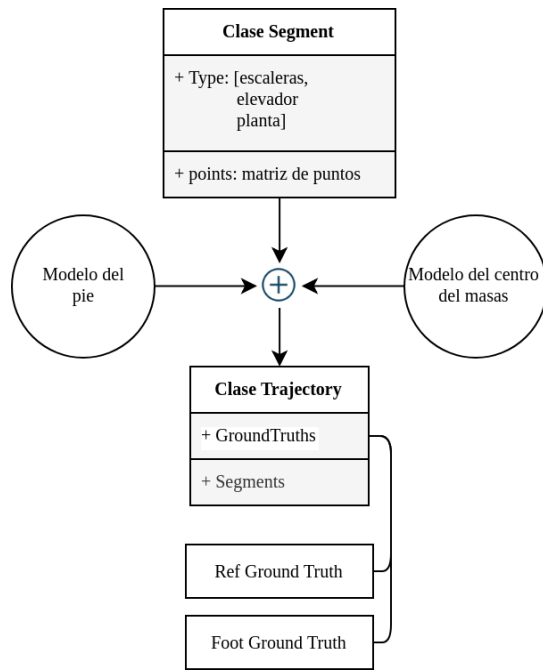 Clase Segment
+ Type: [escaleras,
elevador
planta]
+ points: matriz de puntos
Modelo del
pie
Modelo del centro
del masas
Clase Trajectory
+ GroundTruths
+ Segments
Ref Ground Truth
Foot Ground Truth